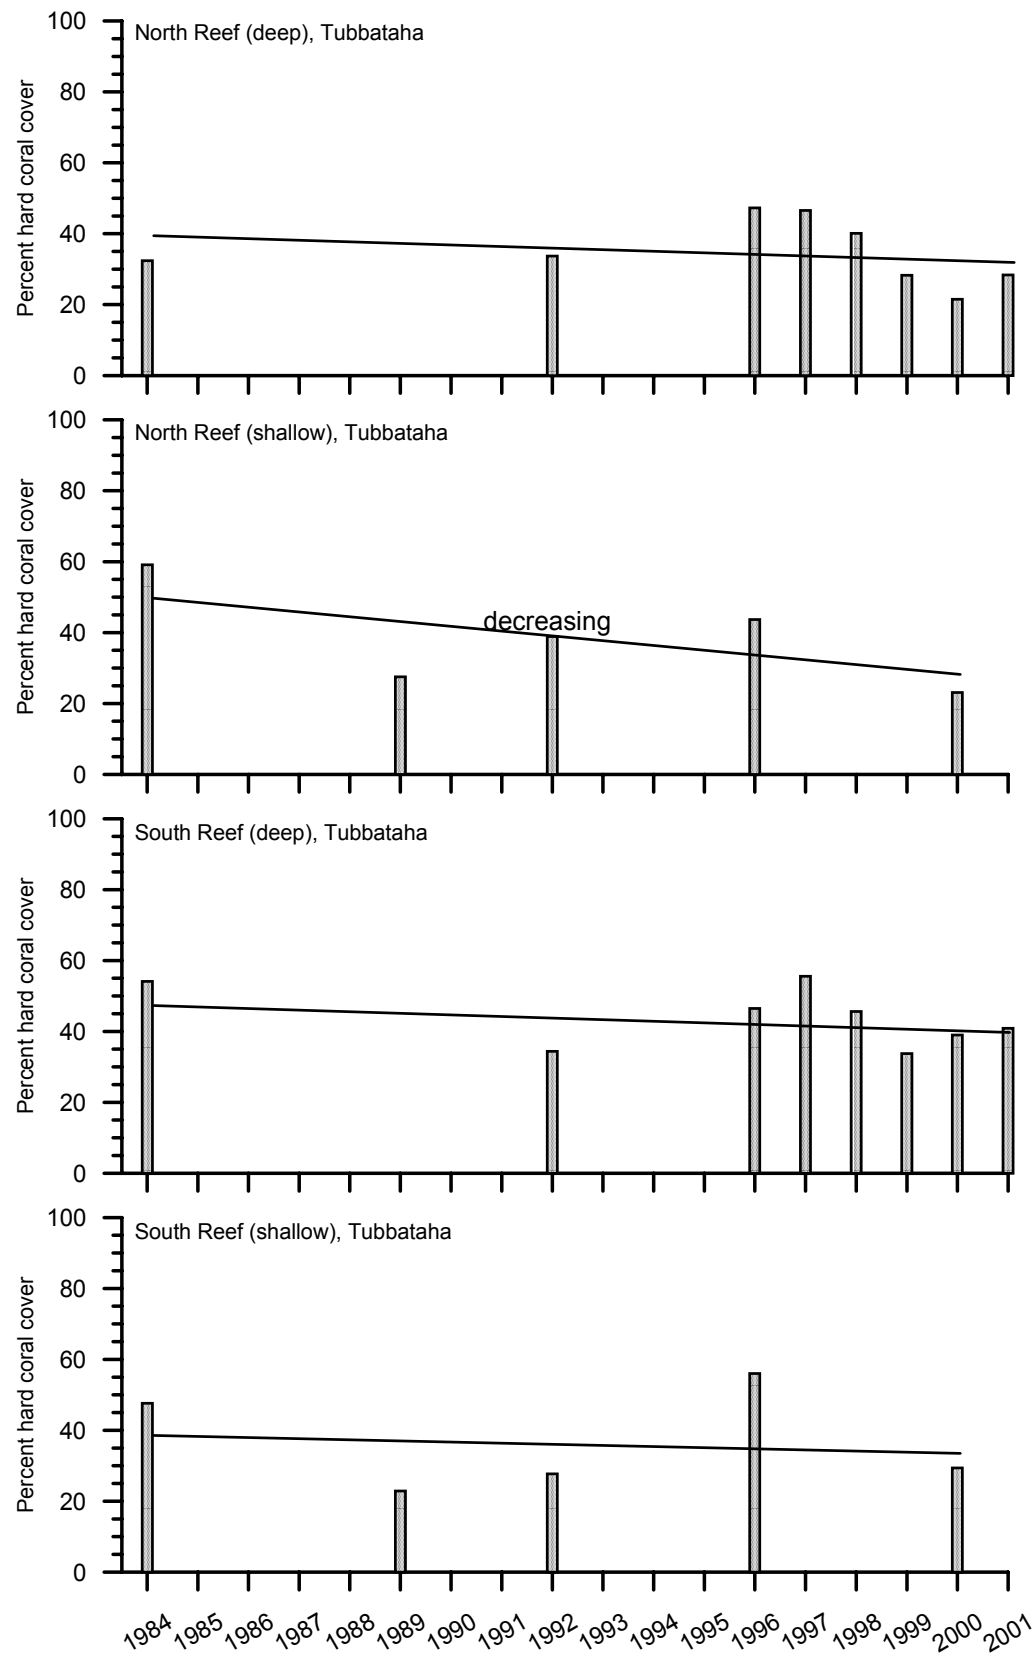 North Reef (deep), Tubbataha
Percent hard coral cover
100
80
60
40
20
0
North Reef (shallow), Tubbataha
Percent hard coral cover
100
80
60
40
20
0
decreasing
South Reef (deep), Tubbataha
Percent hard coral cover
100
80
60
40
20
0
South Reef (shallow), Tubbataha
Percent hard coral cover
100
80
60
40
20
0
1984 1985 1986 1987 1988 1989 1990 1991 1992 1993 1994 1995 1996 1997 1998 1999 2000 2001